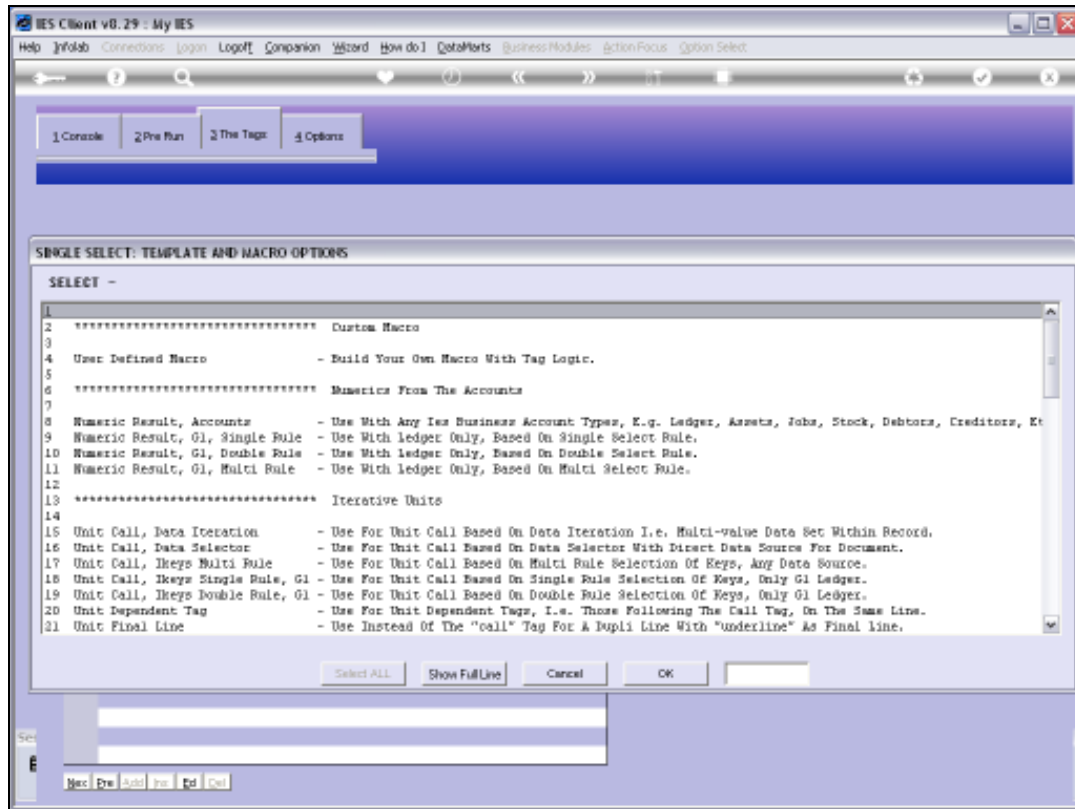 IES Client v8.29 : My IES
Help Infolab Connections Logon Logoff Companion Wizard How do I DataMarts Business Modules Action Focus Option Select
1 Console 2 Pre Run 3 The Tags 4 Options
SINGLE SELECT: TEMPLATE AND MACRO OPTIONS
SELECT -
1
2 ********************************* Custom Macro
3
4 User Defined Macro - Build Your Own Macro With Tag Logic.
5
6 ********************************* Numerics From The Accounts
7
8 Numeric Result, Accounts - Use With Any Ies Business Account Types, E.g. Ledger, Assets, Jobs, Stock, Debtors, Creditors, Et
9 Numeric Result, Gl, Single Rule - Use With Ledger Only, Based On Single Select Rule.
10 Numeric Result, Gl, Double Rule - Use With Ledger Only, Based On Double Select Rule.
11 Numeric Result, Gl, Multi Rule - Use With Ledger Only, Based On Multi Select Rule.
12
13 ********************************* Iterative Units
14
15 Unit Call, Data Iteration - Use For Unit Call Based On Data Iteration I.e. Multi-value Data Set Within Record.
16 Unit Call, Data Selector - Use For Unit Call Based On Data Selector With Direct Data Source For Document.
17 Unit Call, Ikeys Multi Rule - Use For Unit Call Based On Multi Rule Selection Of Keys, Any Data Source.
18 Unit Call, Ikeys Single Rule, Gl - Use For Unit Call Based On Single Rule Selection Of Keys, Only Gl Ledger.
19 Unit Call, Ikeys Double Rule, Gl - Use For Unit Call Based On Double Rule Selection Of Keys, Only Gl Ledger.
20 Unit Dependent Tag - Use For Unit Dependent Tags, I.e. Those Following The Call Tag, On The Same Line.
21 Unit Final Line - Use Instead Of The "call" Tag For A Dupli Line With "underline" As Final Line.
Select ALL Show Full Line Cancel OK
Nex Pre Add Ins Ed Del